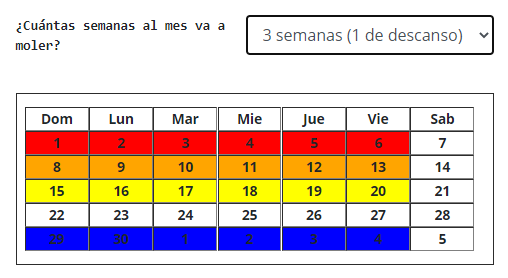 ¿Cuántas semanas al mes va a
moler?
3 semanas (1 de descanso)
Dom Lun Mar Mie Jue Vie Sab
1 2 3 4 5 6 7
8 9 10 11 12 13 14
15 16 17 18 19 20 21
22 23 24 25 26 27 28
29 30 1 2 3 4 5